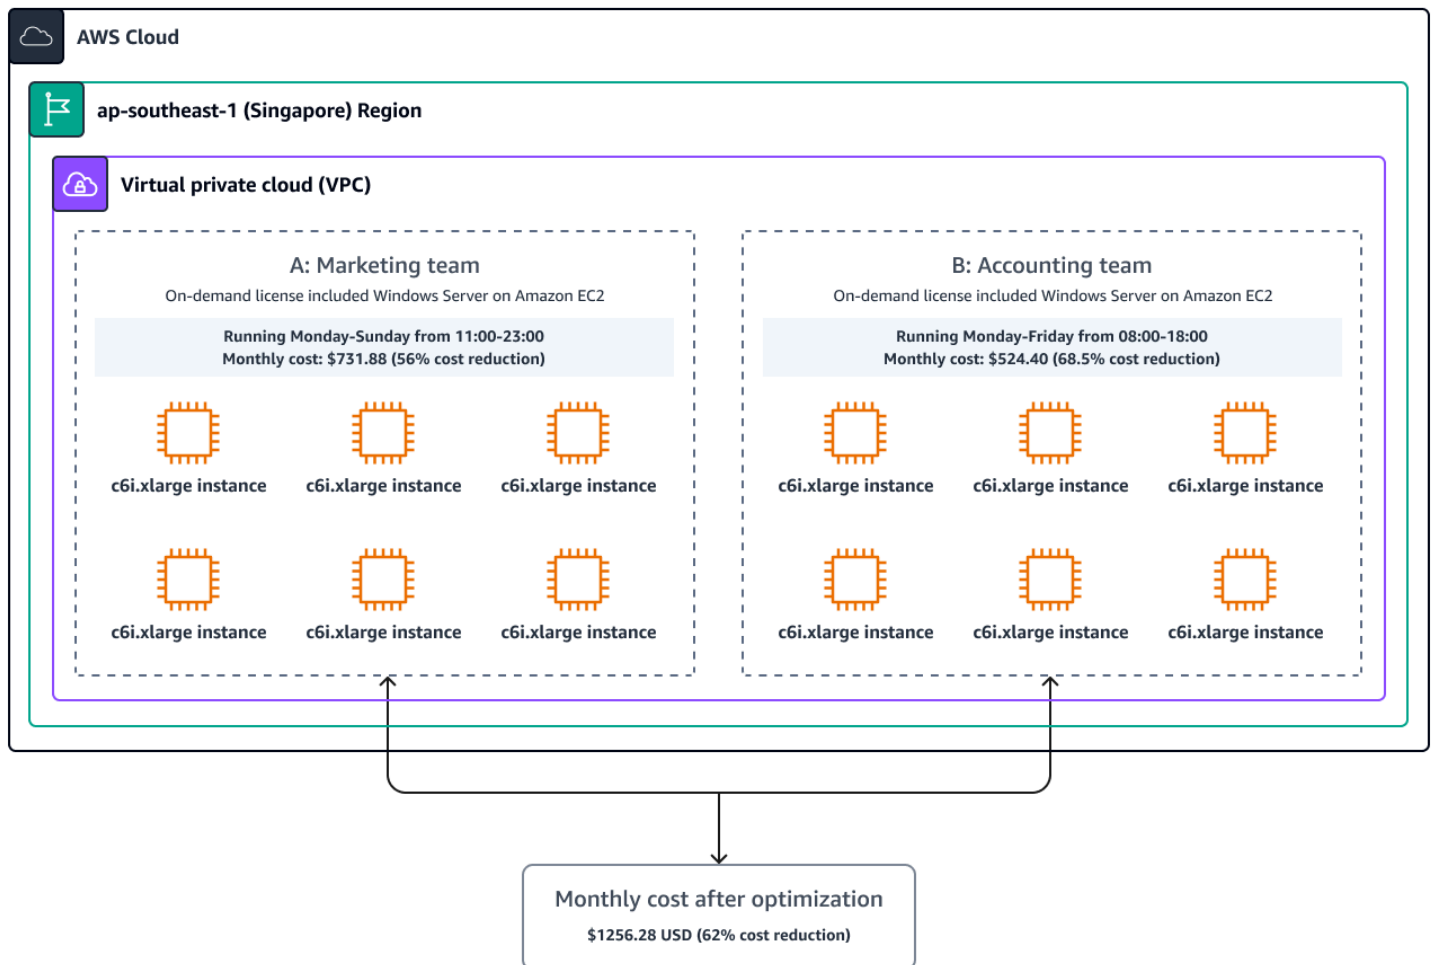 AWS Cloud
ap-southeast-1 (Singapore) Region
Virtual private cloud (VPC)
A: Marketing team
On-demand license included Windows Server on Amazon EC2
Running Monday-Sunday from 11:00-23:00
Monthly cost: $731.88 (56% cost reduction)
c6i.xlarge instance
c6i.xlarge instance
c6i.xlarge instance
c6i.xlarge instance
c6i.xlarge instance
c6i.xlarge instance
B: Accounting team
On-demand license included Windows Server on Amazon EC2
Running Monday-Friday from 08:00-18:00
Monthly cost: $524.40 (68.5% cost reduction)
c6i.xlarge instance
c6i.xlarge instance
c6i.xlarge instance
c6i.xlarge instance
c6i.xlarge instance
c6i.xlarge instance
Monthly cost after optimization
$1256.28 USD (62% cost reduction)